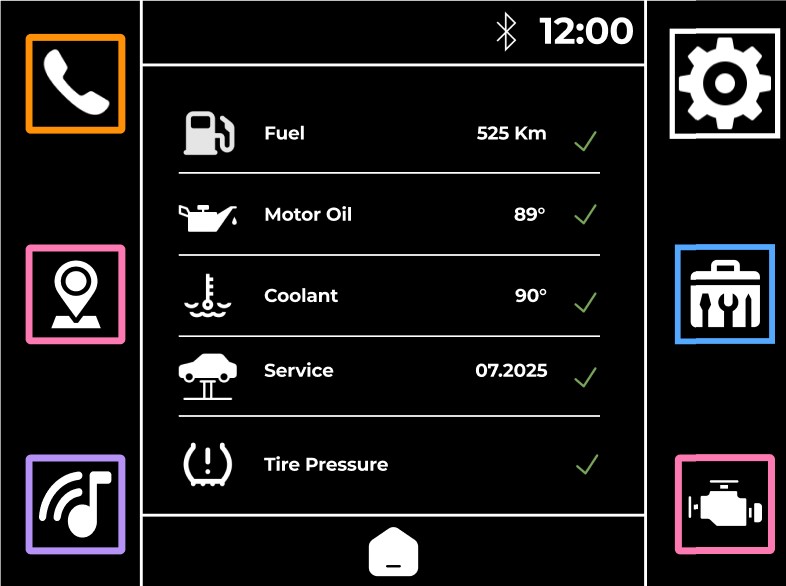 12:00
Fuel 525 Km
Motor Oil 89°
Coolant 90°
Service 07.2025
Tire Pressure